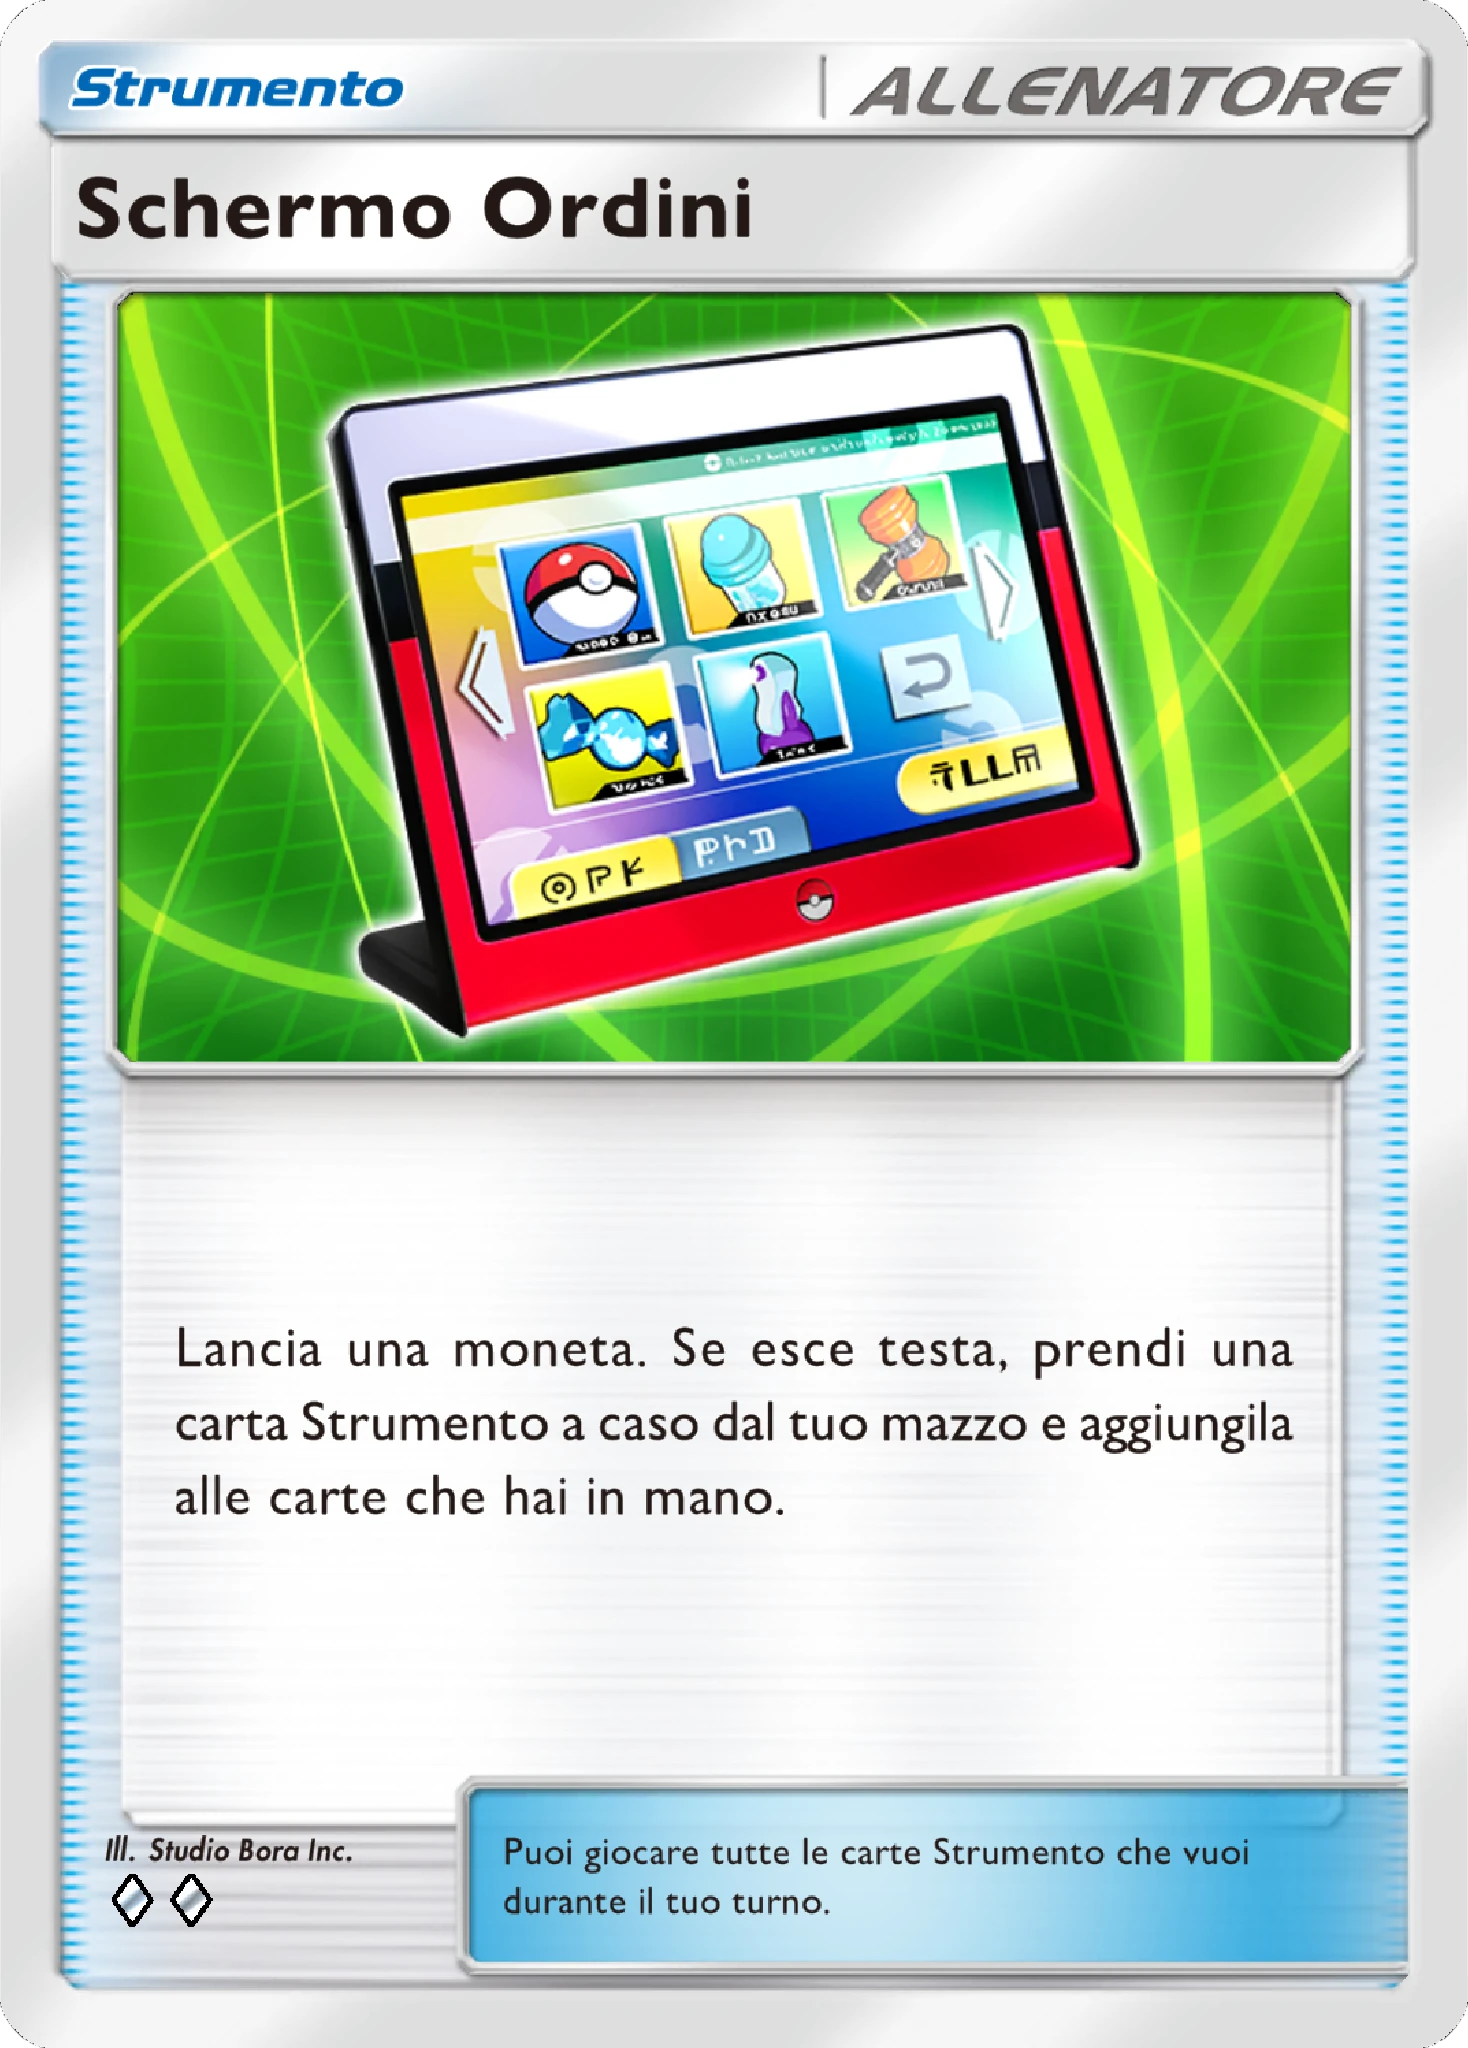 Strumento
ALLENATORE
Schermo Ordini
Lancia una moneta. Se esce testa, prendi una
carta Strumento a caso dal tuo mazzo e aggiungila
alle carte che hai in mano.
Ill. Studio Bora Inc.
Puoi giocare tutte le carte Strumento che vuoi
durante il tuo turno.